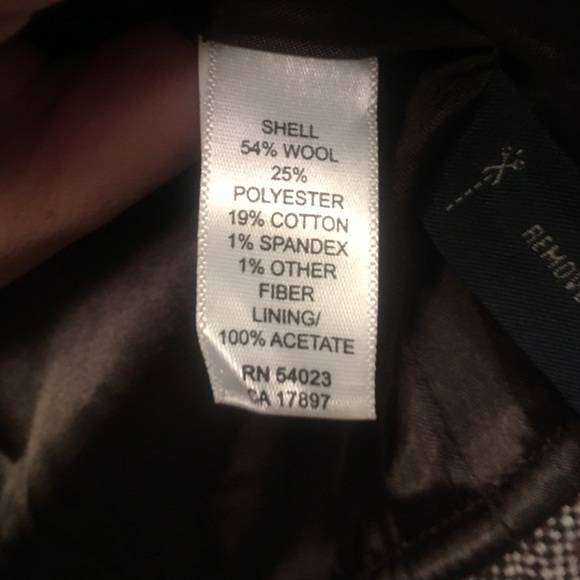 SHELL
54% WOOL
25%
POLYESTER
19% COTTON
1% SPANDEX
1% OTHER
FIBER
LINING/
100% ACETATE
RN 54023
CA 17897